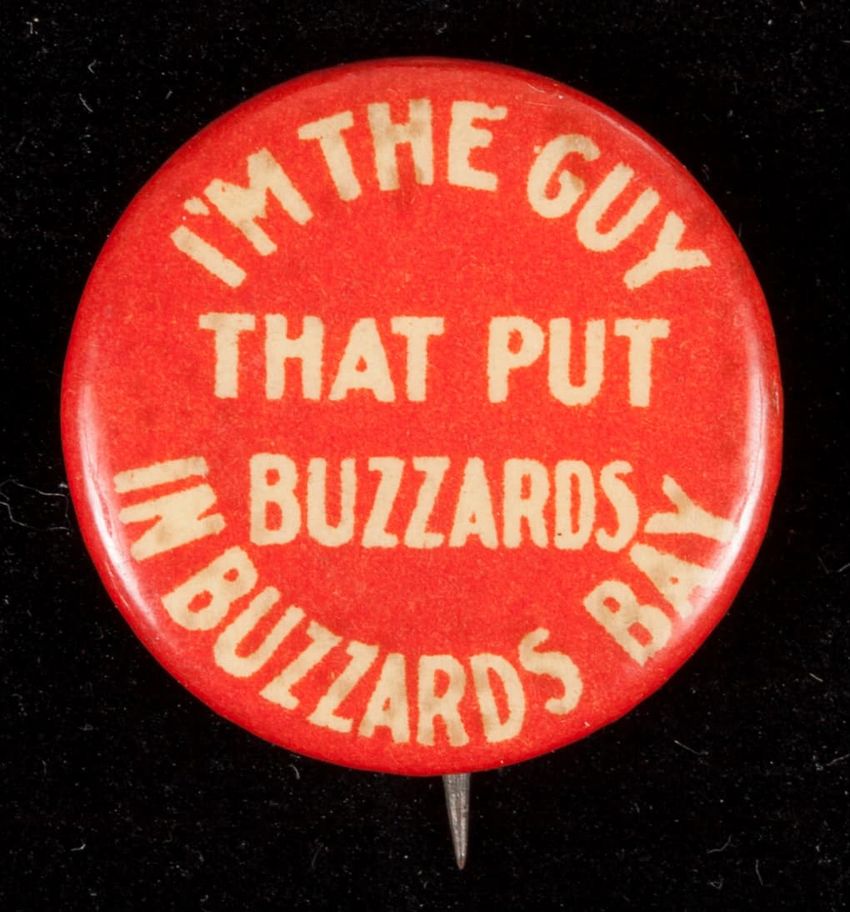 I'M THE GUY
THAT PUT
BUZZARDS
IN BUZZARDS BAY